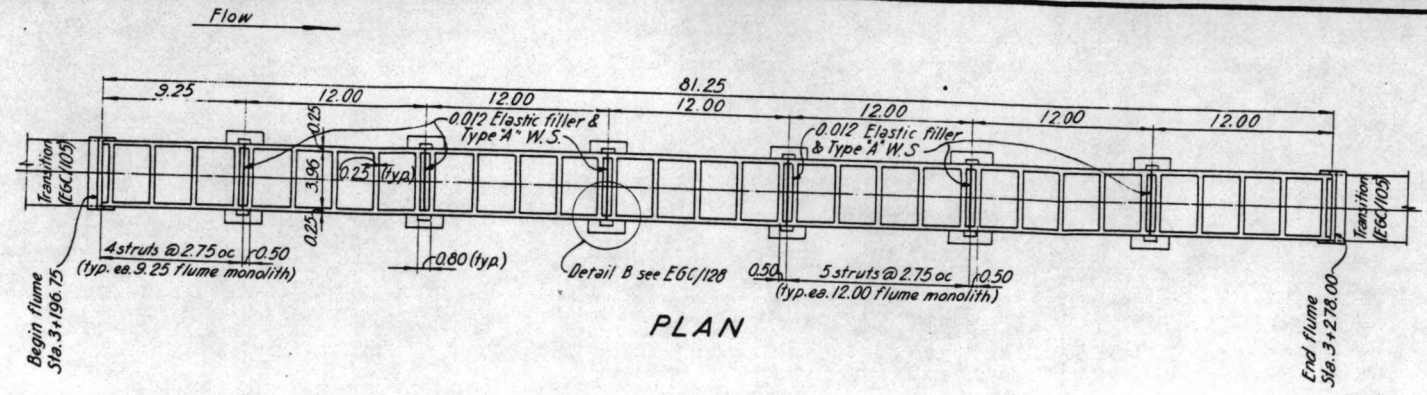 Flow
81.25
9.25
12.00
12.00
12.00
12.00
12.00
12.00
0.25
3.96
0.25
0.25 (typ.)
0.012 Elastic filler &
Type "A" W.S.
0.012 Elastic filler
& Type "A" W.S
Transition
(EGC/105)
Transition
(EGC/105)
4 struts @ 2.75 oc
0.50
(typ. ea. 9.25 flume monolith)
0.80 (typ.)
Detail B see EGC/128
0.50
5 struts @ 2.75 oc
0.50
(typ. ea. 12.00 flume monolith)
Begin flume
Sta. 3+196.75
End flume
Sta. 3+278.00
PLAN